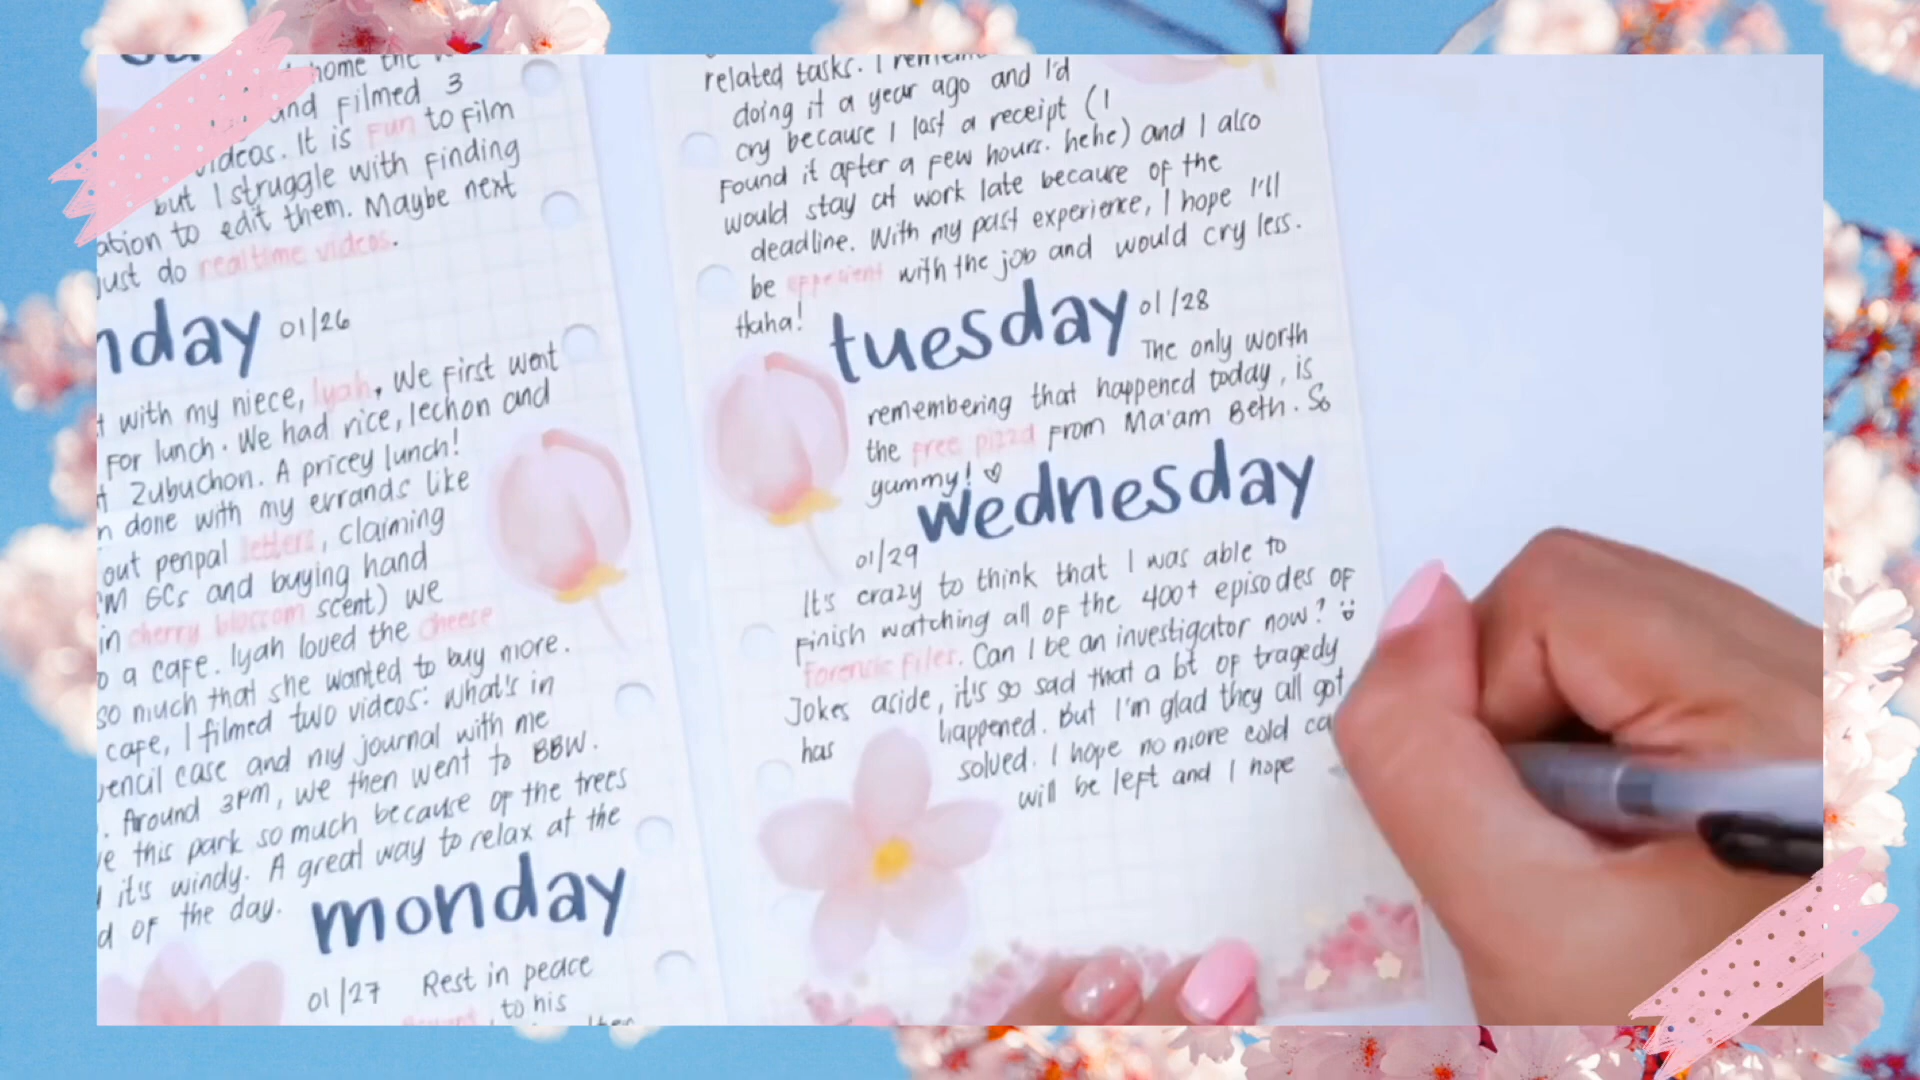 home the
and filmed 3
videos. It is fun to film
but I struggle with finding
ation to edit them. Maybe next
just do realtime videos.
nday 01/26
t with my niece, Iyah. We first went
for lunch. We had rice, lechon and
t Zubuchon. A pricey lunch!
n done with my errands like
out penpal letters, claiming
M GCs and buying hand
in cherry blossom scent) we
o a cafe. Iyah loved the cheese
so much that she wanted to buy more.
cafe, I filmed two videos: what's in
pencil case and my journal with me
. Around 3PM, we then went to BBW.
e this park so much because of the trees
d it's windy. A great way to relax at the
d of the day.
monday
01/27 Rest in peace
to his
related tasks. I
doing it a year ago and I'd
cry because I lost a receipt (I
found it after a few hours. hehe) and I also
would stay at work late because of the
deadline. With my past experience, I hope I'll
be with the job and would cry less.
Haha!
tuesday 01/28
The only worth
remembering that happened today, is
the free pizza from Ma'am Beth. So
yummy!
wednesday
01/29
It's crazy to think that I was able to
finish watching all of the 400+ episodes of
forensic files. Can I be an investigator now?
Jokes aside, it's so sad that a bt of tragedy
has happened. But I'm glad they all got
solved. I hope no more cold ca
will be left and I hope